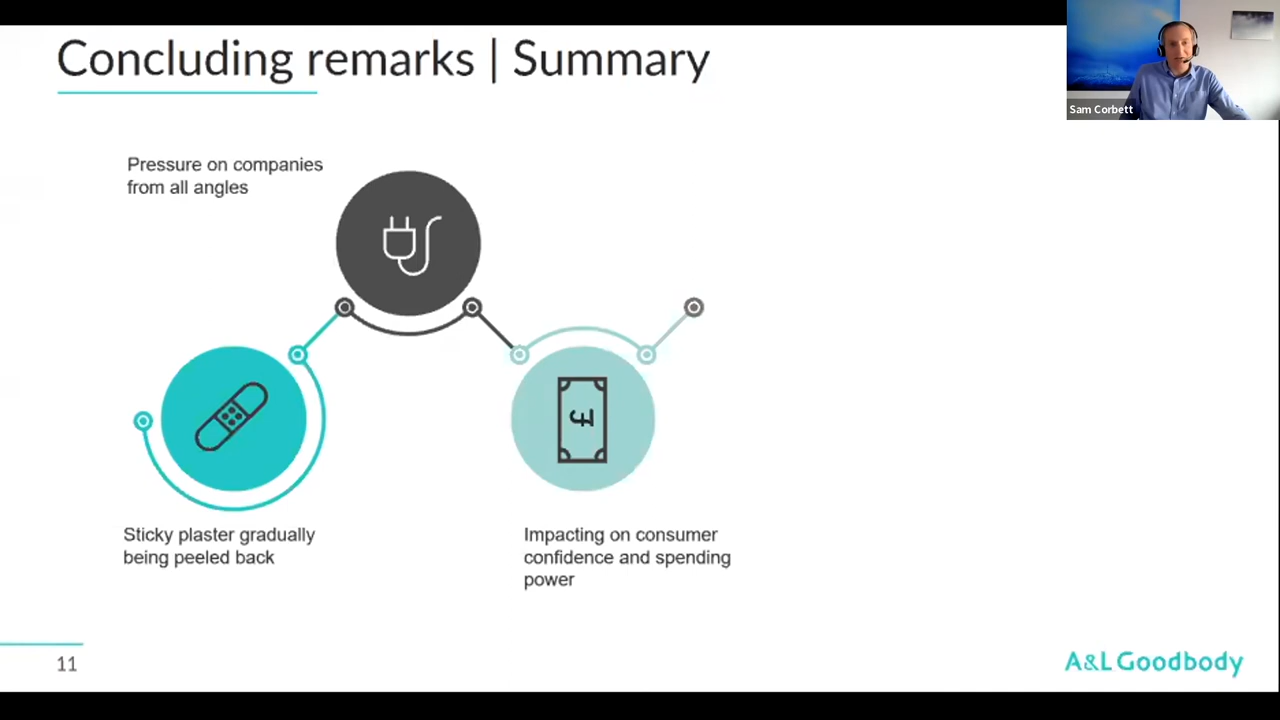 Concluding remarks | Summary
Sam Corbett
Pressure on companies
from all angles
£
Sticky plaster gradually
being peeled back
Impacting on consumer
confidence and spending
power
11
A&L Goodbody